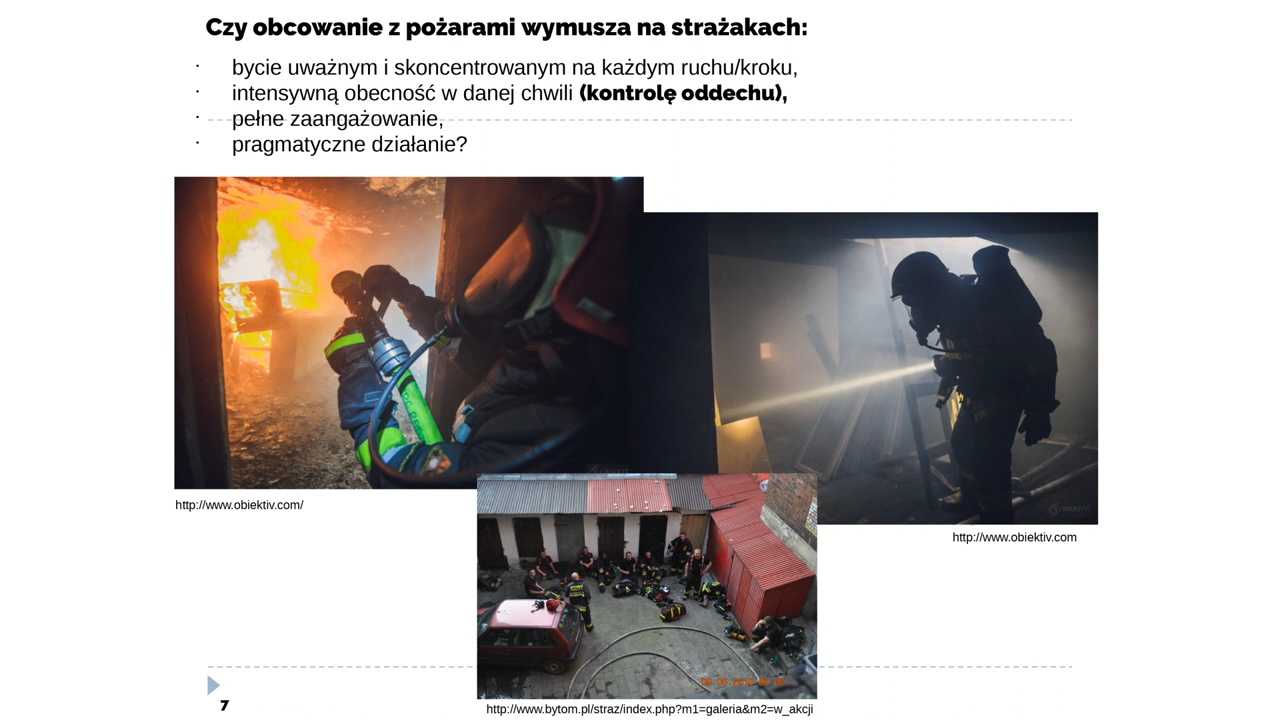 Czy obcowanie z pożarami wymusza na strażakach:
· bycie uważnym i skoncentrowanym na każdym ruchu/kroku,
· intensywną obecność w danej chwili (kontrolę oddechu),
· pełne zaangażowanie,
· pragmatyczne działanie?
http://www.obiektiv.com/
OBIEKTIV
http://www.obiektiv.com
http://www.bytom.pl/straz/index.php?m1=galeria&m2=w_akcji
7